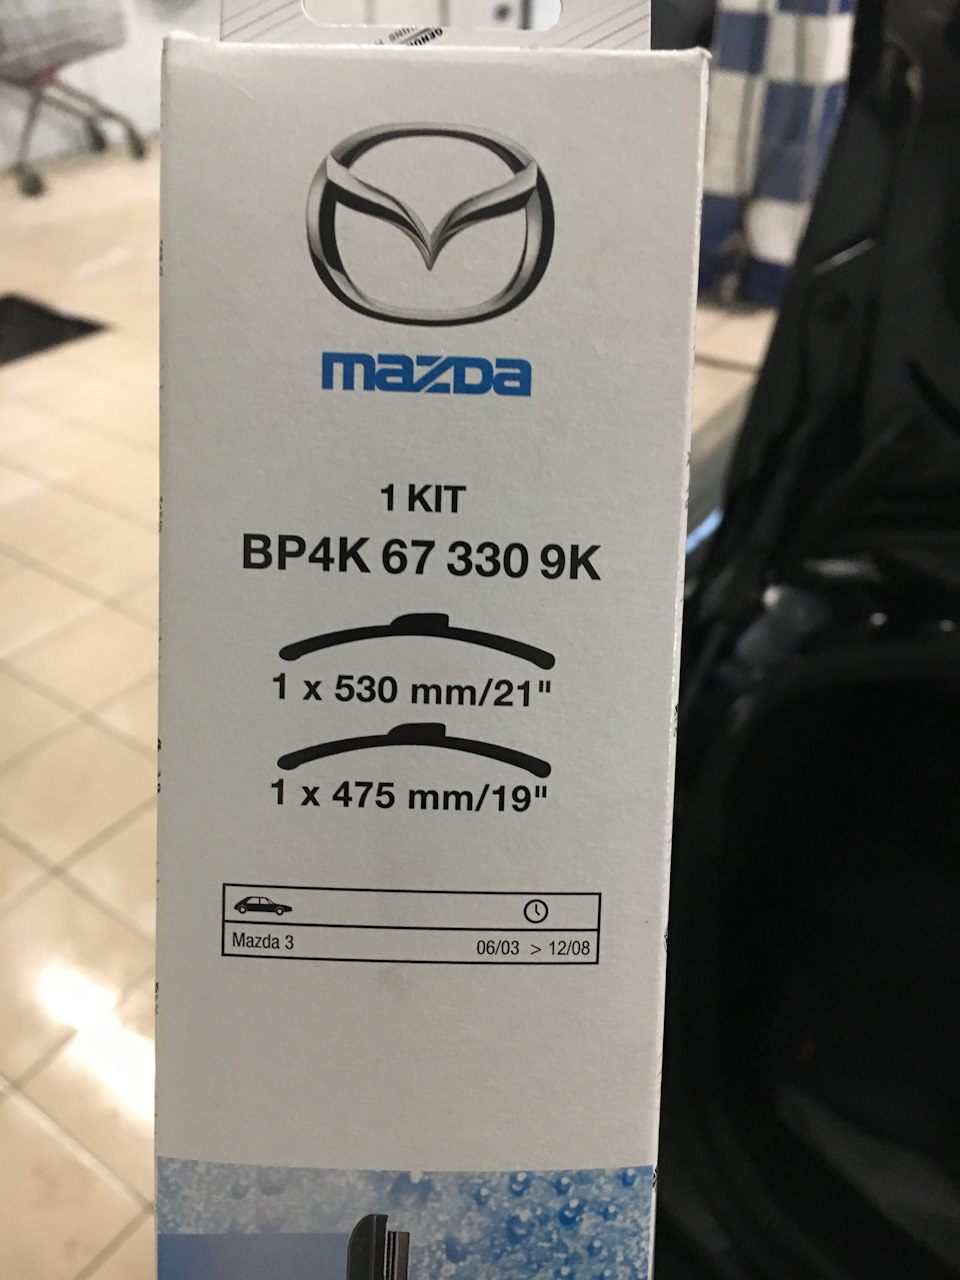 GENUINE
mazda
1 KIT
BP4K 67 330 9K
1 x 530 mm/21"
1 x 475 mm/19"
Mazda 3 06/03 > 12/08